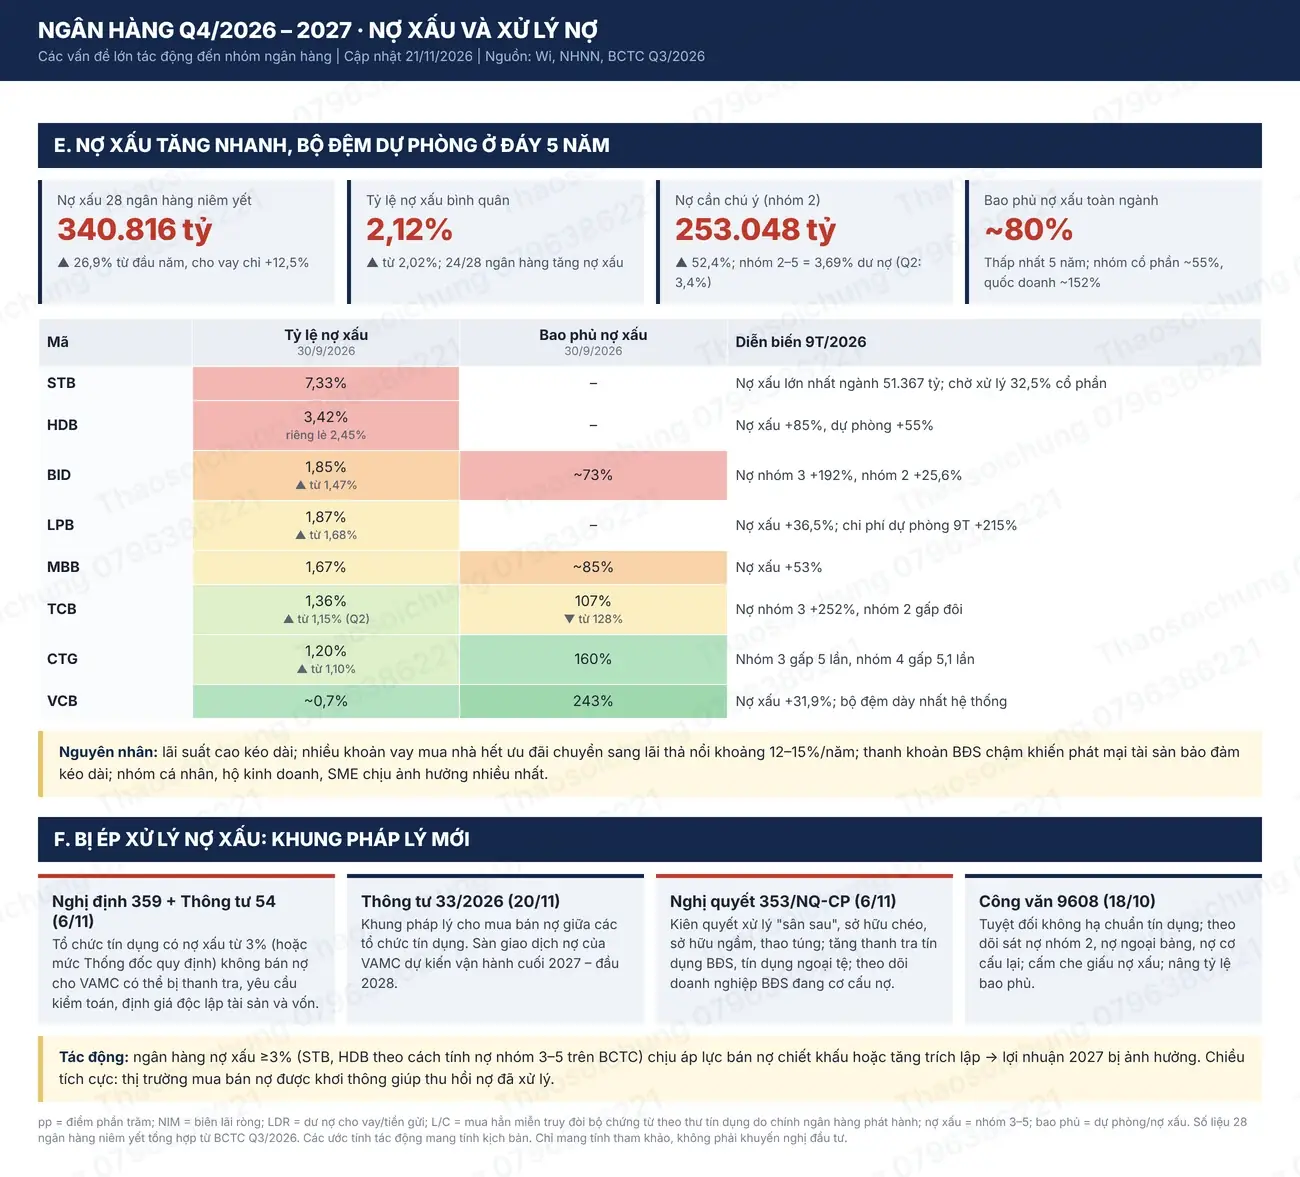 NGÂN HÀNG Q4/2026 – 2027 · NỢ XẤU VÀ XỬ LÝ NỢ
Các vấn đề lớn tác động đến nhóm ngân hàng | Cập nhật 21/11/2026 | Nguồn: Wi, NHNN, BCTC Q3/2026
E. NỢ XẤU TĂNG NHANH, BỘ ĐỆM DỰ PHÒNG Ở ĐÁY 5 NĂM
Nợ xấu 28 ngân hàng niêm yết
340.816 tỷ
▲ 26,9% từ đầu năm, cho vay chỉ +12,5%
Tỷ lệ nợ xấu bình quân
2,12%
▲ từ 2,02%; 24/28 ngân hàng tăng nợ xấu
Nợ cần chú ý (nhóm 2)
253.048 tỷ
▲ 52,4%; nhóm 2–5 = 3,69% dư nợ (Q2:
3,4%)
Bao phủ nợ xấu toàn ngành
~80%
Thấp nhất 5 năm; nhóm cổ phần ~55%,
quốc doanh ~152%
Mã
Tỷ lệ nợ xấu
30/9/2026
Bao phủ nợ xấu
30/9/2026
Diễn biến 9T/2026
STB
7,33%
–
Nợ xấu lớn nhất ngành 51.367 tỷ; chờ xử lý 32,5% cổ phần
HDB
3,42%
riêng lẻ 2,45%
–
Nợ xấu +85%, dự phòng +55%
BID
1,85%
▲ từ 1,47%
~73%
Nợ nhóm 3 +192%, nhóm 2 +25,6%
LPB
1,87%
▲ từ 1,68%
–
Nợ xấu +36,5%; chi phí dự phòng 9T +215%
MBB
1,67%
~85%
Nợ xấu +53%
TCB
1,36%
▲ từ 1,15% (Q2)
107%
▼ từ 128%
Nợ nhóm 3 +252%, nhóm 2 gấp đôi
CTG
1,20%
▲ từ 1,10%
160%
Nhóm 3 gấp 5 lần, nhóm 4 gấp 5,1 lần
VCB
~0,7%
243%
Nợ xấu +31,9%; bộ đệm dày nhất hệ thống
Nguyên nhân: lãi suất cao kéo dài; nhiều khoản vay mua nhà hết ưu đãi chuyển sang lãi thả nổi khoảng 12–15%/năm; thanh khoản BĐS chậm khiến phát mại tài sản bảo đảm
kéo dài; nhóm cá nhân, hộ kinh doanh, SME chịu ảnh hưởng nhiều nhất.
F. BỊ ÉP XỬ LÝ NỢ XẤU: KHUNG PHÁP LÝ MỚI
Nghị định 359 + Thông tư 54
(6/11)
Tổ chức tín dụng có nợ xấu từ 3% (hoặc
mức Thống đốc quy định) không bán nợ
cho VAMC có thể bị thanh tra, yêu cầu
kiểm toán, định giá độc lập tài sản và vốn.
Thông tư 33/2026 (20/11)
Khung pháp lý cho mua bán nợ giữa các
tổ chức tín dụng. Sàn giao dịch nợ của
VAMC dự kiến vận hành cuối 2027 – đầu
2028.
Nghị quyết 353/NQ-CP (6/11)
Kiên quyết xử lý "sân sau", sở hữu chéo,
sở hữu ngầm, thao túng; tăng thanh tra tín
dụng BĐS, tín dụng ngoại tệ; theo dõi
doanh nghiệp BĐS đang cơ cấu nợ.
Công văn 9608 (18/10)
Tuyệt đối không hạ chuẩn tín dụng; theo
dõi sát nợ nhóm 2, nợ ngoại bảng, nợ cơ
cấu lại; cấm che giấu nợ xấu; nâng tỷ lệ
bao phủ.
Tác động: ngân hàng nợ xấu ≥3% (STB, HDB theo cách tính nợ nhóm 3–5 trên BCTC) chịu áp lực bán nợ chiết khấu hoặc tăng trích lập → lợi nhuận 2027 bị ảnh hưởng. Chiều
tích cực: thị trường mua bán nợ được khơi thông giúp thu hồi nợ đã xử lý.
pp = điểm phần trăm; NIM = biên lãi ròng; LDR = dư nợ cho vay/tiền gửi; L/C = mua hẳn miễn truy đòi bộ chứng từ theo thư tín dụng do chính ngân hàng phát hành; nợ xấu = nhóm 3–5; bao phủ = dự phòng/nợ xấu. Số liệu 28
ngân hàng niêm yết tổng hợp từ BCTC Q3/2026. Các ước tính tác động mang tính kịch bản. Chỉ mang tính tham khảo, không phải khuyến nghị đầu tư.
Thaosoichung 0796386221